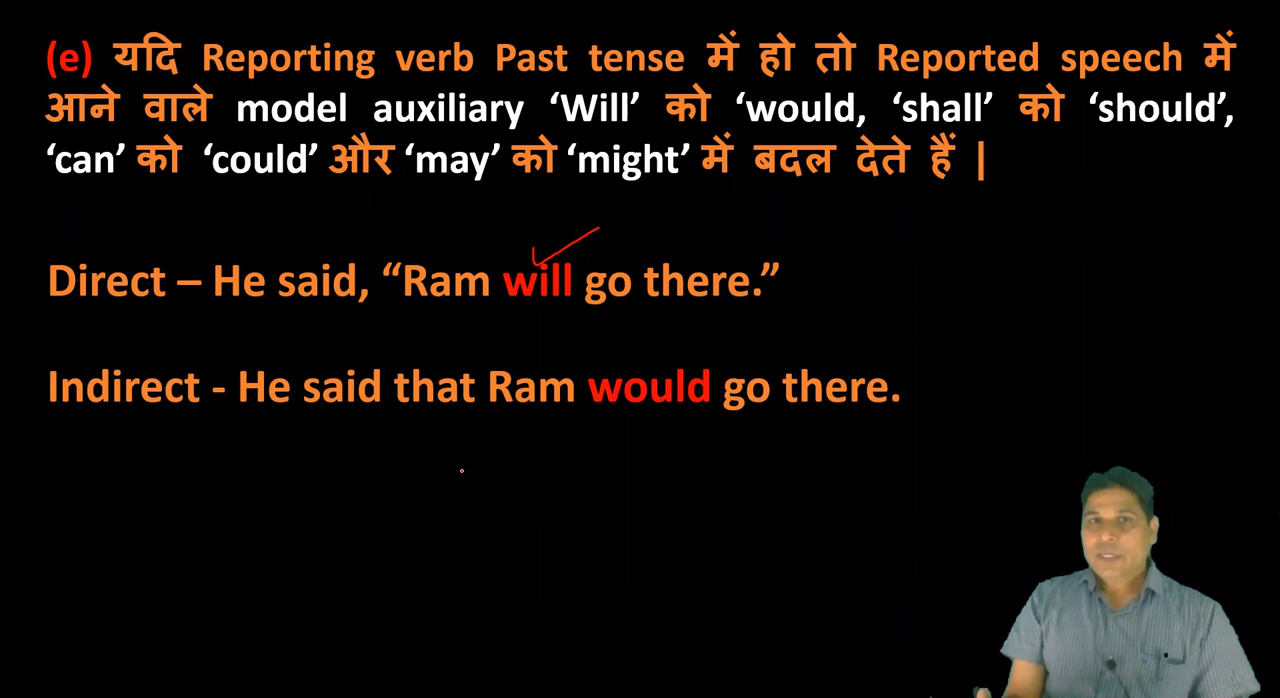 (e) यदि Reporting verb Past tense में हो तो Reported speech में
आने वाले model auxiliary ‘Will’ को ‘would, ‘shall’ को ‘should’,
‘can’ को ‘could’ और ‘may’ को ‘might’ में बदल देते हैं |
Direct – He said, “Ram will go there.”
Indirect - He said that Ram would go there.